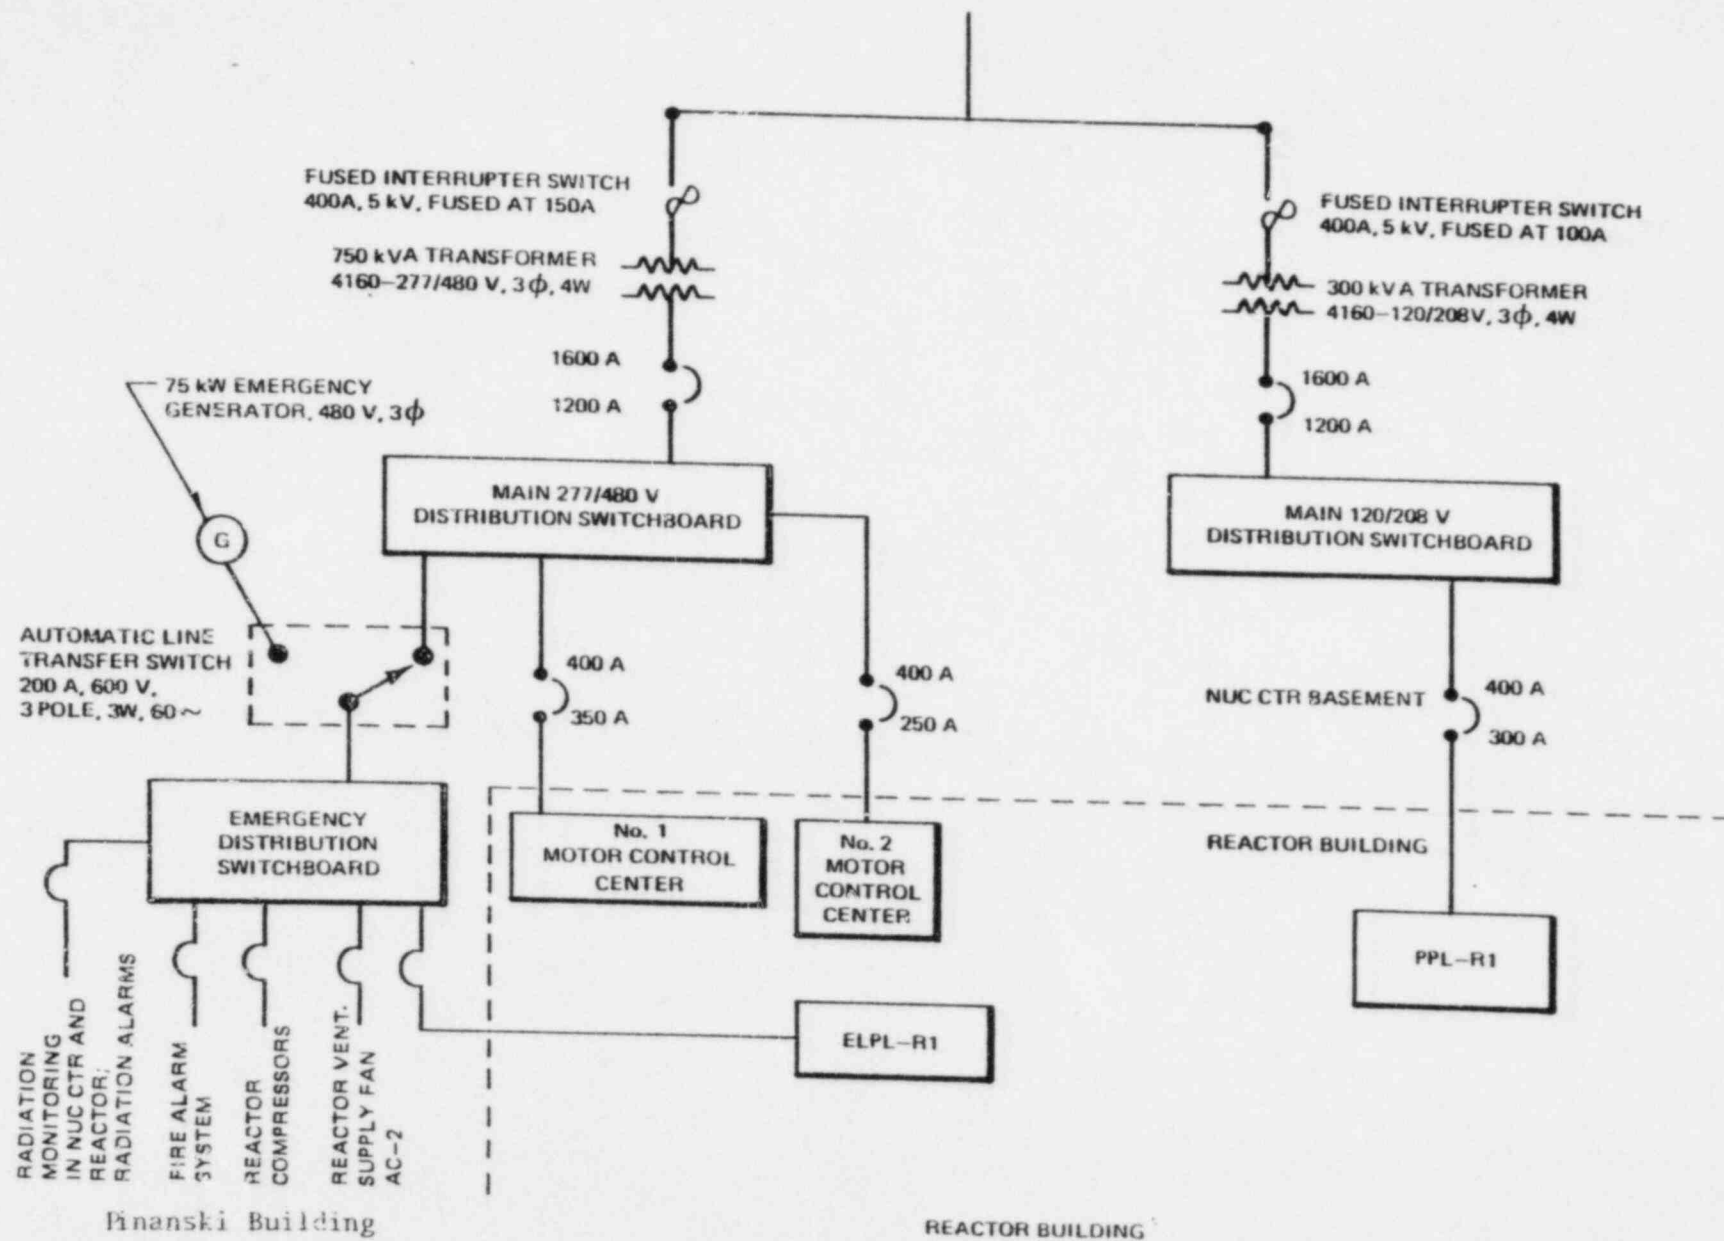 FUSED INTERRUPTER SWITCH
400A, 5 kV, FUSED AT 150A
FUSED INTERRUPTER SWITCH
400A, 5 kV, FUSED AT 100A
750 kVA TRANSFORMER
4160–277/480 V, 3ϕ, 4W
300 kVA TRANSFORMER
4160–120/208V, 3ϕ, 4W
1600 A
1200 A
1600 A
1200 A
75 kW EMERGENCY
GENERATOR, 480 V, 3ϕ
MAIN 277/480 V
DISTRIBUTION SWITCHBOARD
MAIN 120/208 V
DISTRIBUTION SWITCHBOARD
G
AUTOMATIC LINE
TRANSFER SWITCH
200 A, 600 V,
3 POLE, 3W, 60 ~
400 A
350 A
400 A
250 A
NUC CTR BASEMENT
400 A
300 A
EMERGENCY
DISTRIBUTION
SWITCHBOARD
No. 1
MOTOR CONTROL
CENTER
No. 2
MOTOR
CONTROL
CENTER
REACTOR BUILDING
PPL–R1
ELPL–R1
RADIATION
MONITORING
IN NUC CTR AND
REACTOR;
RADIATION ALARMS
FIRE ALARM
SYSTEM
REACTOR
COMPRESSORS
REACTOR VENT.
SUPPLY FAN
AC–2
Pinanski Building
REACTOR BUILDING